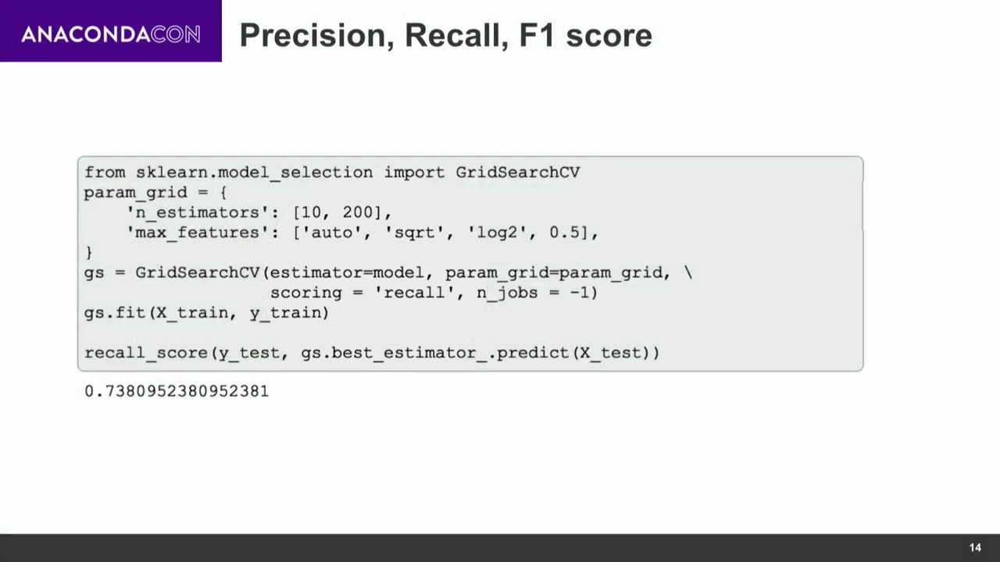 ANACONDACON
Precision, Recall, F1 score
from sklearn.model_selection import GridSearchCV
param_grid = {
    'n_estimators': [10, 200],
    'max_features': ['auto', 'sqrt', 'log2', 0.5],
}
gs = GridSearchCV(estimator=model, param_grid=param_grid, \
                  scoring = 'recall', n_jobs = -1)
gs.fit(X_train, y_train)
recall_score(y_test, gs.best_estimator_.predict(X_test))
0.7380952380952381
14